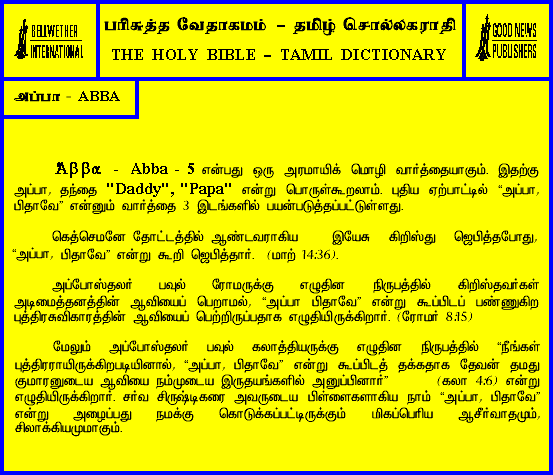 பரிசுத்த வேதாகமம் – தமிழ் சொல்லகராதி
BELLWETHER
INTERNATIONAL
THE HOLY BIBLE – TAMIL DICTIONARY
GOOD NEWS
PUBLISHERS
அப்பா - ABBA
Ἀββα - Abba - 5 என்பது ஒரு அரமாயிக் மொழி வார்த்தையாகும். இதற்கு
அப்பா, தந்தை "Daddy", "Papa" என்று பொருள்கூறலாம். புதிய ஏற்பாட்டில் “அப்பா,
பிதாவே” என்னும் வார்த்தை 3 இடங்களில் பயன்படுத்தப்பட்டுள்ளது.
கெத்செமனே தோட்டத்தில் ஆண்டவராகிய இயேசு கிறிஸ்து ஜெபித்தபோது,
“அப்பா, பிதாவே” என்று கூறி ஜெபித்தார். (மாற் 14:36).
அப்போஸ்தலர் பவுல் ரோமருக்கு எழுதின நிருபத்தில் கிறிஸ்தவர்கள்
அடிமைத்தனத்தின் ஆவியைப் பெறாமல், “அப்பா பிதாவே” என்று கூப்பிடப் பண்ணுகிற
புத்திரசுவிகாரத்தின் ஆவியைப் பெற்றிருப்பதாக எழுதியிருக்கிறார். (ரோமர் 8:15)
மேலும் அப்போஸ்தலர் பவுல் கலாத்தியருக்கு எழுதின நிருபத்தில் “நீங்கள்
புத்திரராயிருக்கிறபடியினால், “அப்பா, பிதாவே” என்று கூப்பிடத் தக்கதாக தேவன் தமது
குமாரனுடைய ஆவியை நம்முடைய இருதயங்களில் அனுப்பினார்” (கலா 4:6) என்று
எழுதியிருக்கிறார். சர்வ சிருஷ்டிகரை அவருடைய பிள்ளைகளாகிய நாம் “அப்பா, பிதாவே”
என்று அழைப்பது நமக்கு கொடுக்கப்பட்டிருக்கும் மிகப்பெரிய ஆசீர்வாதமும்,
சிலாக்கியமுமாகும்.